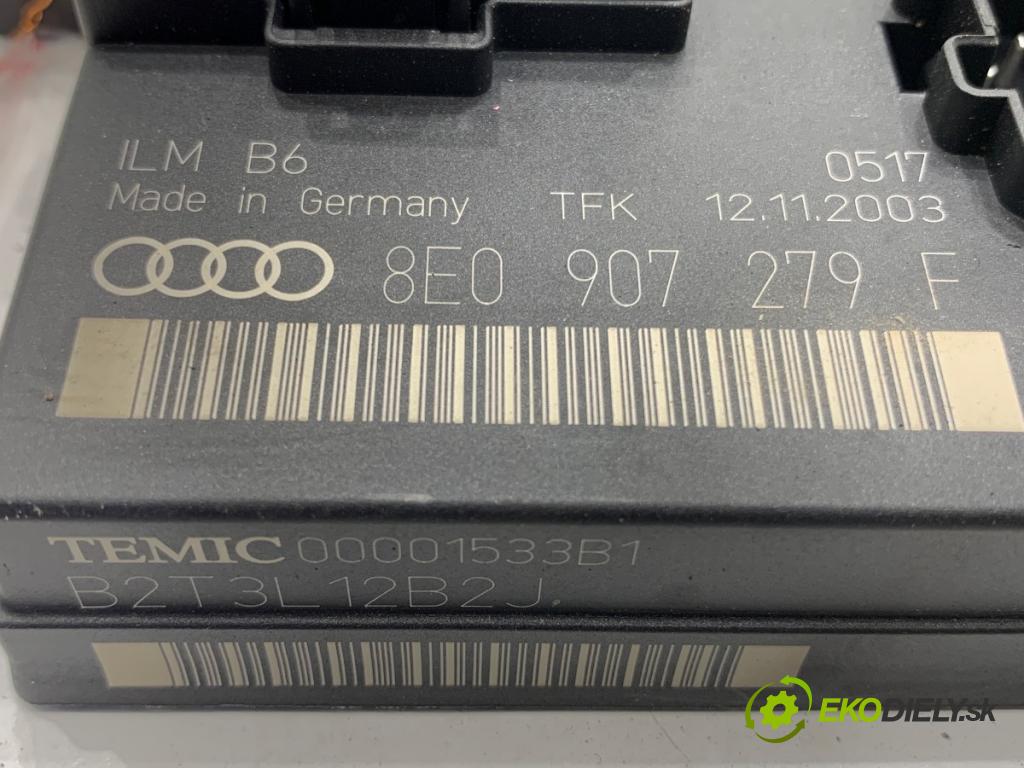 ILM B6 0517
Made in Germany TFK 12.11.2003
8E0 907 279 F
TEMIC 00001533B1
B2T3L12B2J.
EKODIELY.sk